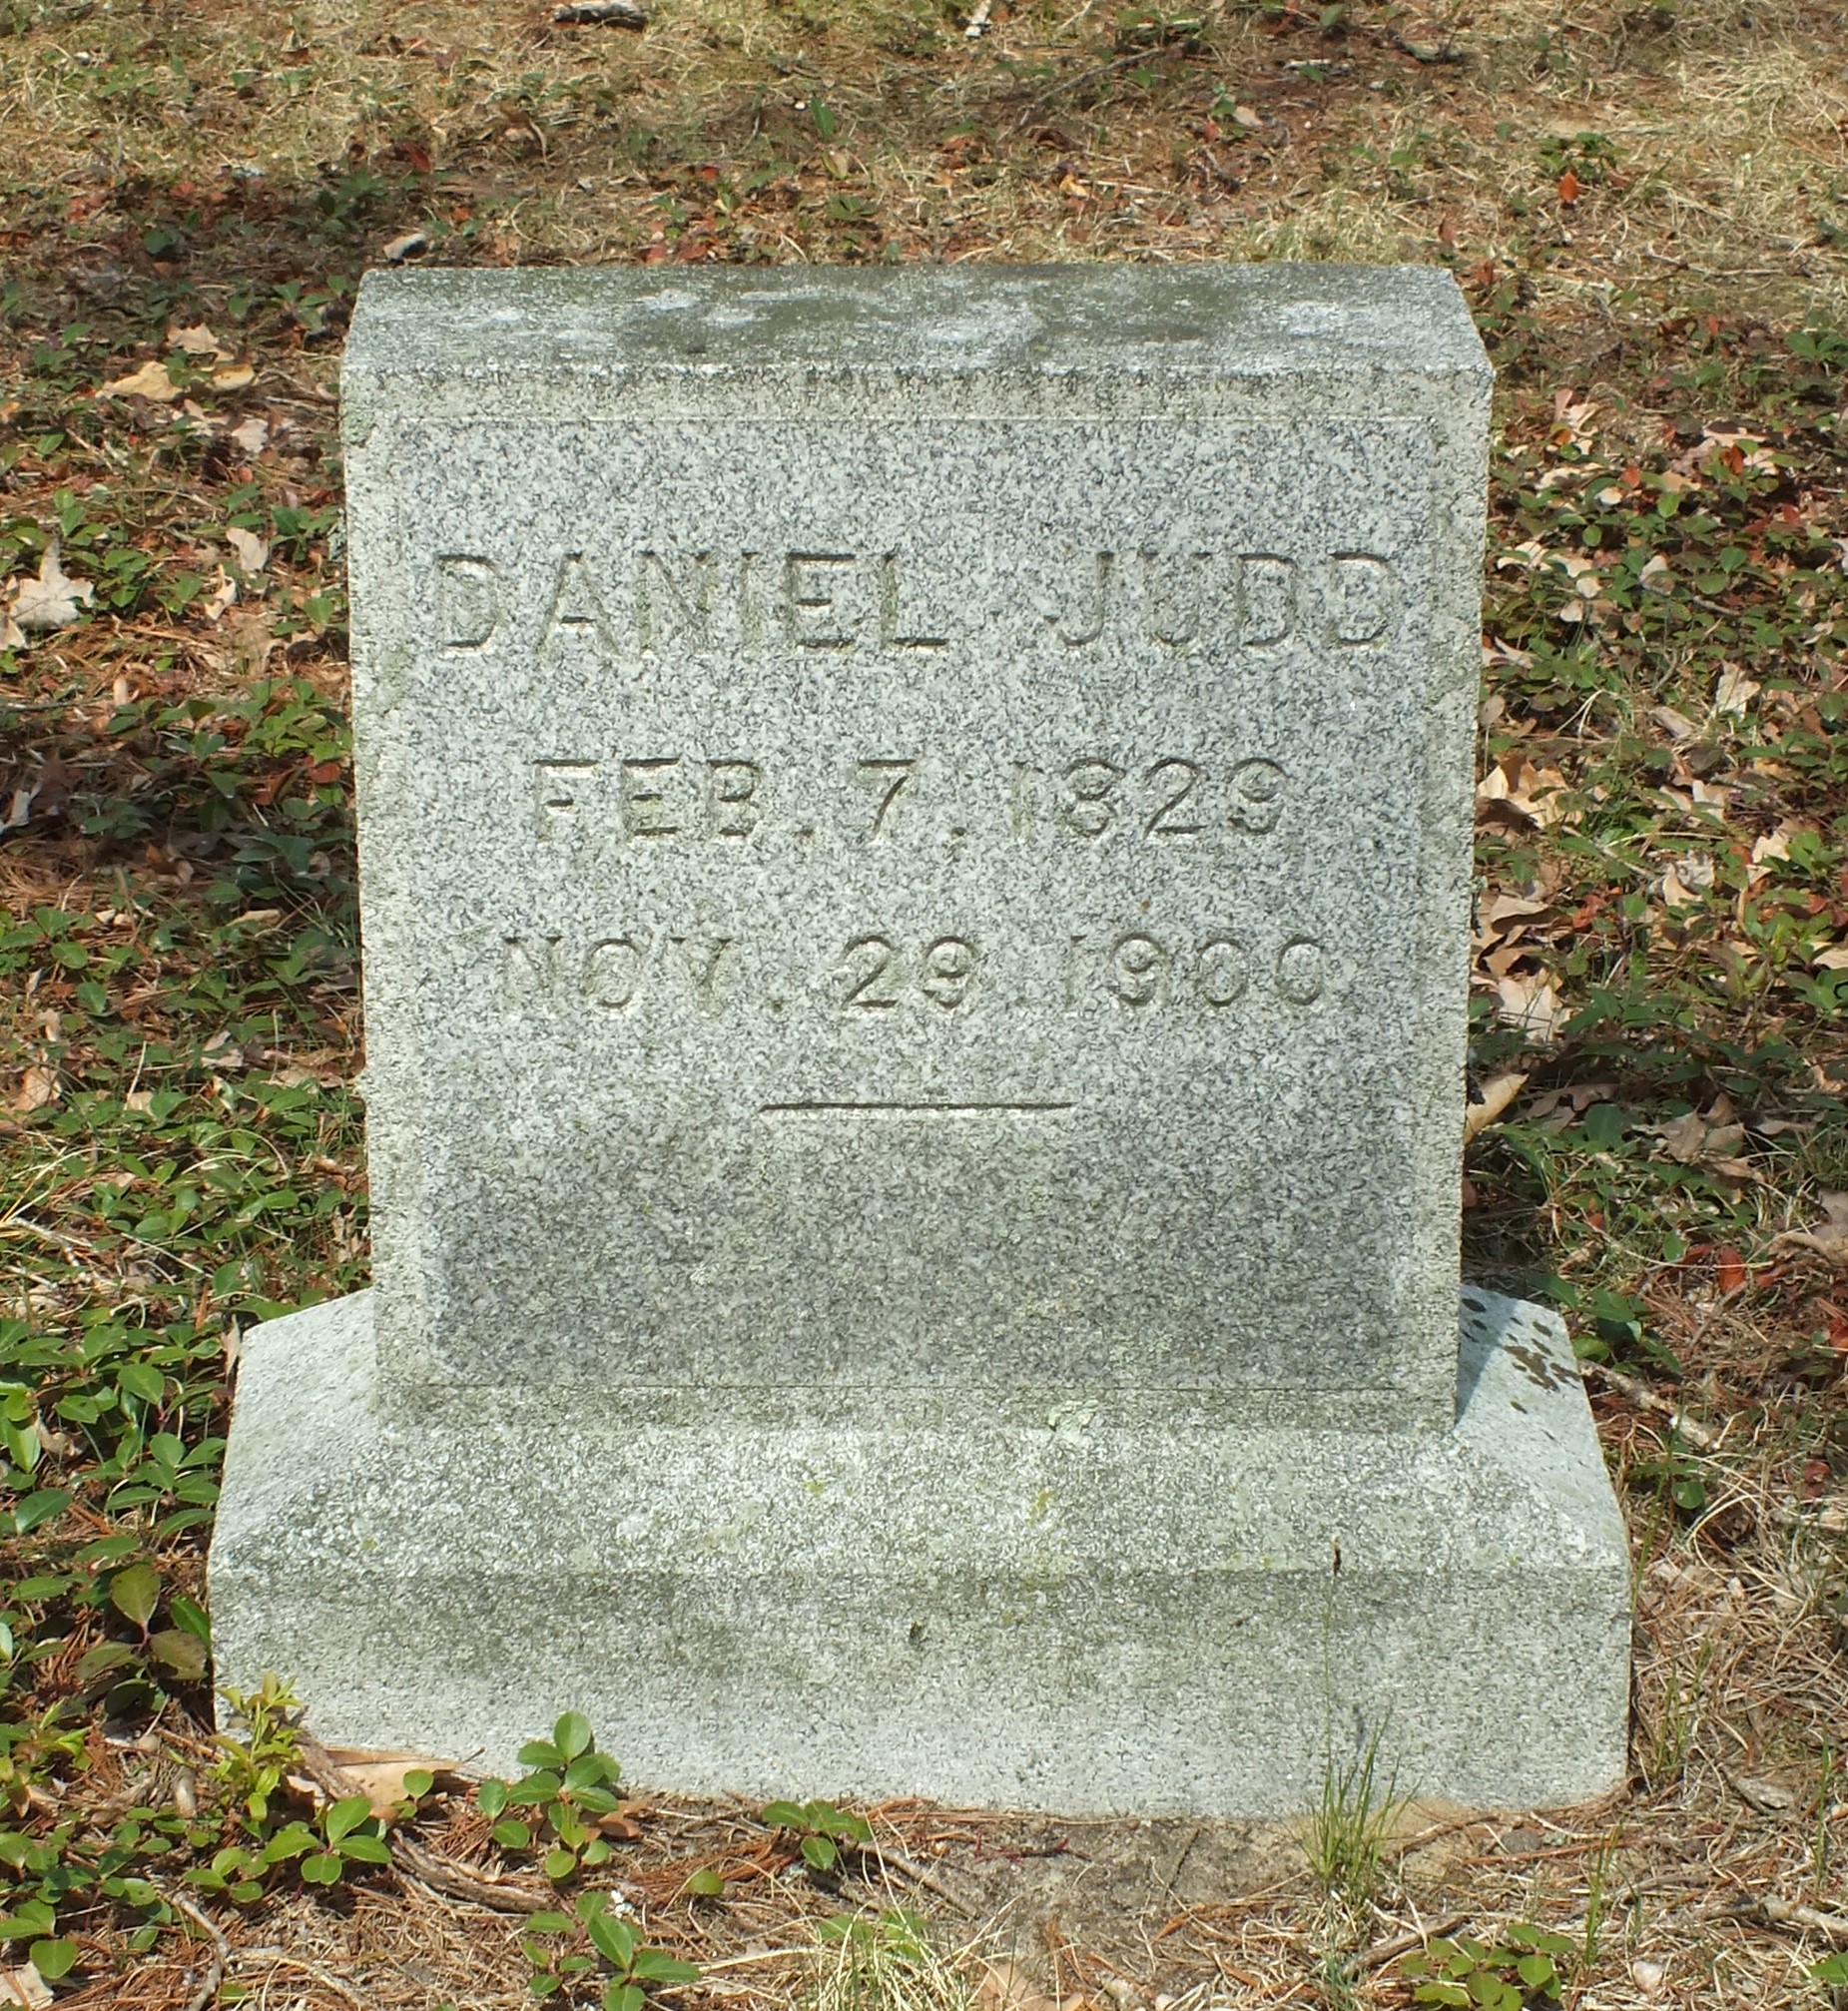 DANIEL JUDD
FEB. 7. 1829
NOV. 29 1900